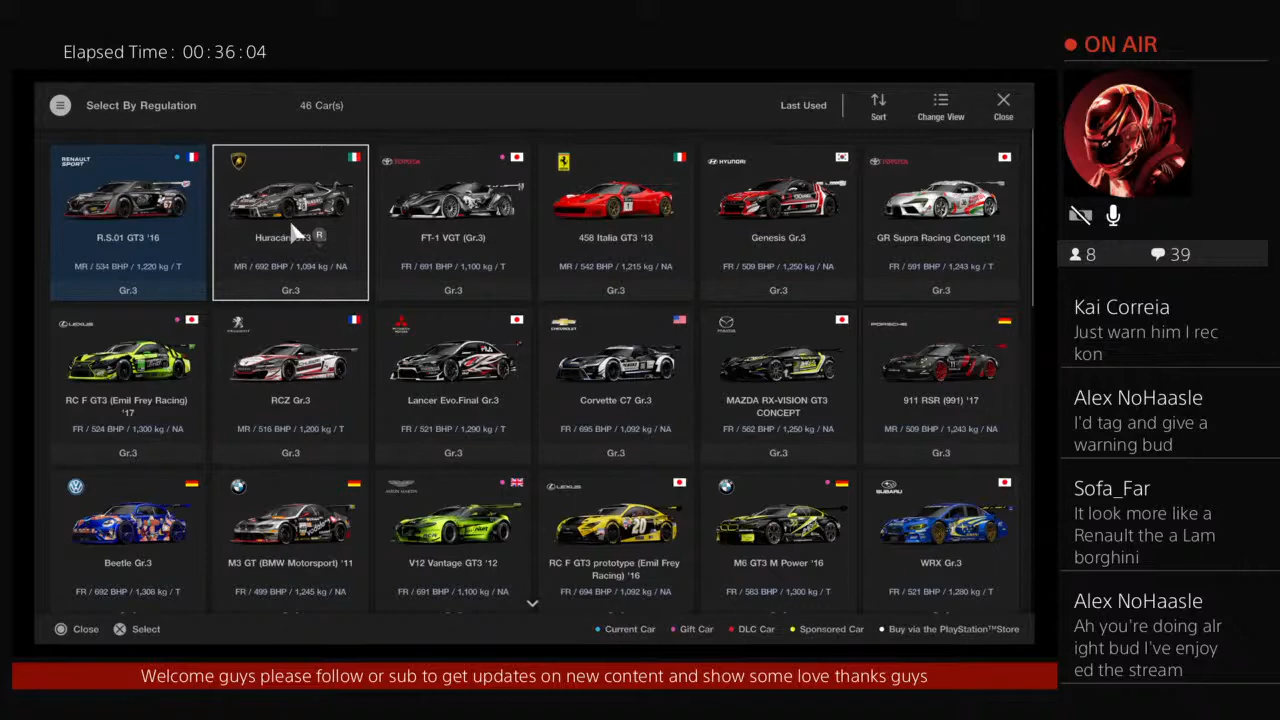 Elapsed Time: 00:36:04
ON AIR
Select By Regulation
46 Car(s)
Last Used
Sort
Change View
Close
RENAULT SPORT
R.S.01 GT3 '16
MR / 534 BHP / 1,220 kg / T
Gr.3
MR / 692 BHP / 1,094 kg / NA
Gr.3
TOYOTA
FT-1 VGT (Gr.3)
FR / 691 BHP / 1,100 kg / T
Gr.3
458 Italia GT3 '13
MR / 542 BHP / 1,215 kg / NA
Gr.3
HYUNDAI
Genesis Gr.3
FR / 509 BHP / 1,250 kg / NA
Gr.3
TOYOTA
GR Supra Racing Concept '18
FR / 591 BHP / 1,243 kg / T
Gr.3
LEXUS
RC F GT3 (Emil Frey Racing) '17
FR / 524 BHP / 1,300 kg / NA
Gr.3
PEUGEOT
RCZ Gr.3
MR / 516 BHP / 1,200 kg / T
Gr.3
Lancer Evo.Final Gr.3
FR / 521 BHP / 1,290 kg / T
Gr.3
CHEVROLET
Corvette C7 Gr.3
FR / 695 BHP / 1,092 kg / NA
Gr.3
MAZDA RX-VISION GT3 CONCEPT
FR / 562 BHP / 1,250 kg / NA
Gr.3
PORSCHE
911 RSR (991) '17
MR / 509 BHP / 1,243 kg / NA
Gr.3
Beetle Gr.3
FR / 692 BHP / 1,308 kg / T
M3 GT (BMW Motorsport) '11
FR / 499 BHP / 1,245 kg / NA
ASTON MARTIN
V12 Vantage GT3 '12
FR / 691 BHP / 1,100 kg / NA
LEXUS
RC F GT3 prototype (Emil Frey Racing) '16
FR / 694 BHP / 1,092 kg / NA
M6 GT3 M Power '16
FR / 583 BHP / 1,300 kg / T
SUBARU
WRX Gr.3
FR / 521 BHP / 1,280 kg / T
Close
Select
Current Car
Gift Car
DLC Car
Sponsored Car
Buy via the PlayStation™Store
Welcome guys please follow or sub to get updates on new content and show some love thanks guys
8
39
Kai Correia
Just warn him I rec
kon
Alex NoHaasle
I'd tag and give a
warning bud
Sofa_Far
It look more like a
Renault the a Lam
borghini
Alex NoHaasle
Ah you're doing alr
ight bud I've enjoy
ed the stream